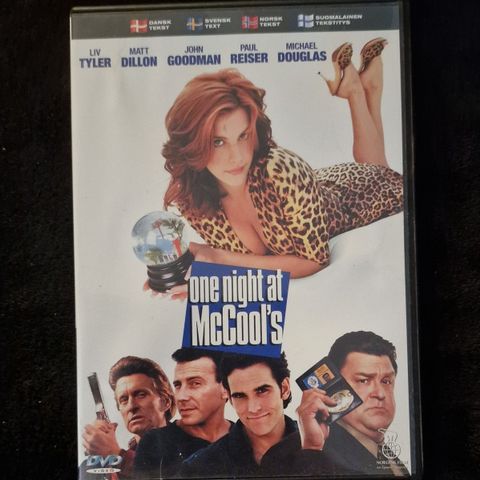 DANSK TEKST
SVENSK TEXT
NORSK TEKST
SUOMALAINEN TEKSTITYS
LIV TYLER
MATT DILLON
JOHN GOODMAN
PAUL REISER
MICHAEL DOUGLAS
one night at
McCool's
DVD
VIDEO